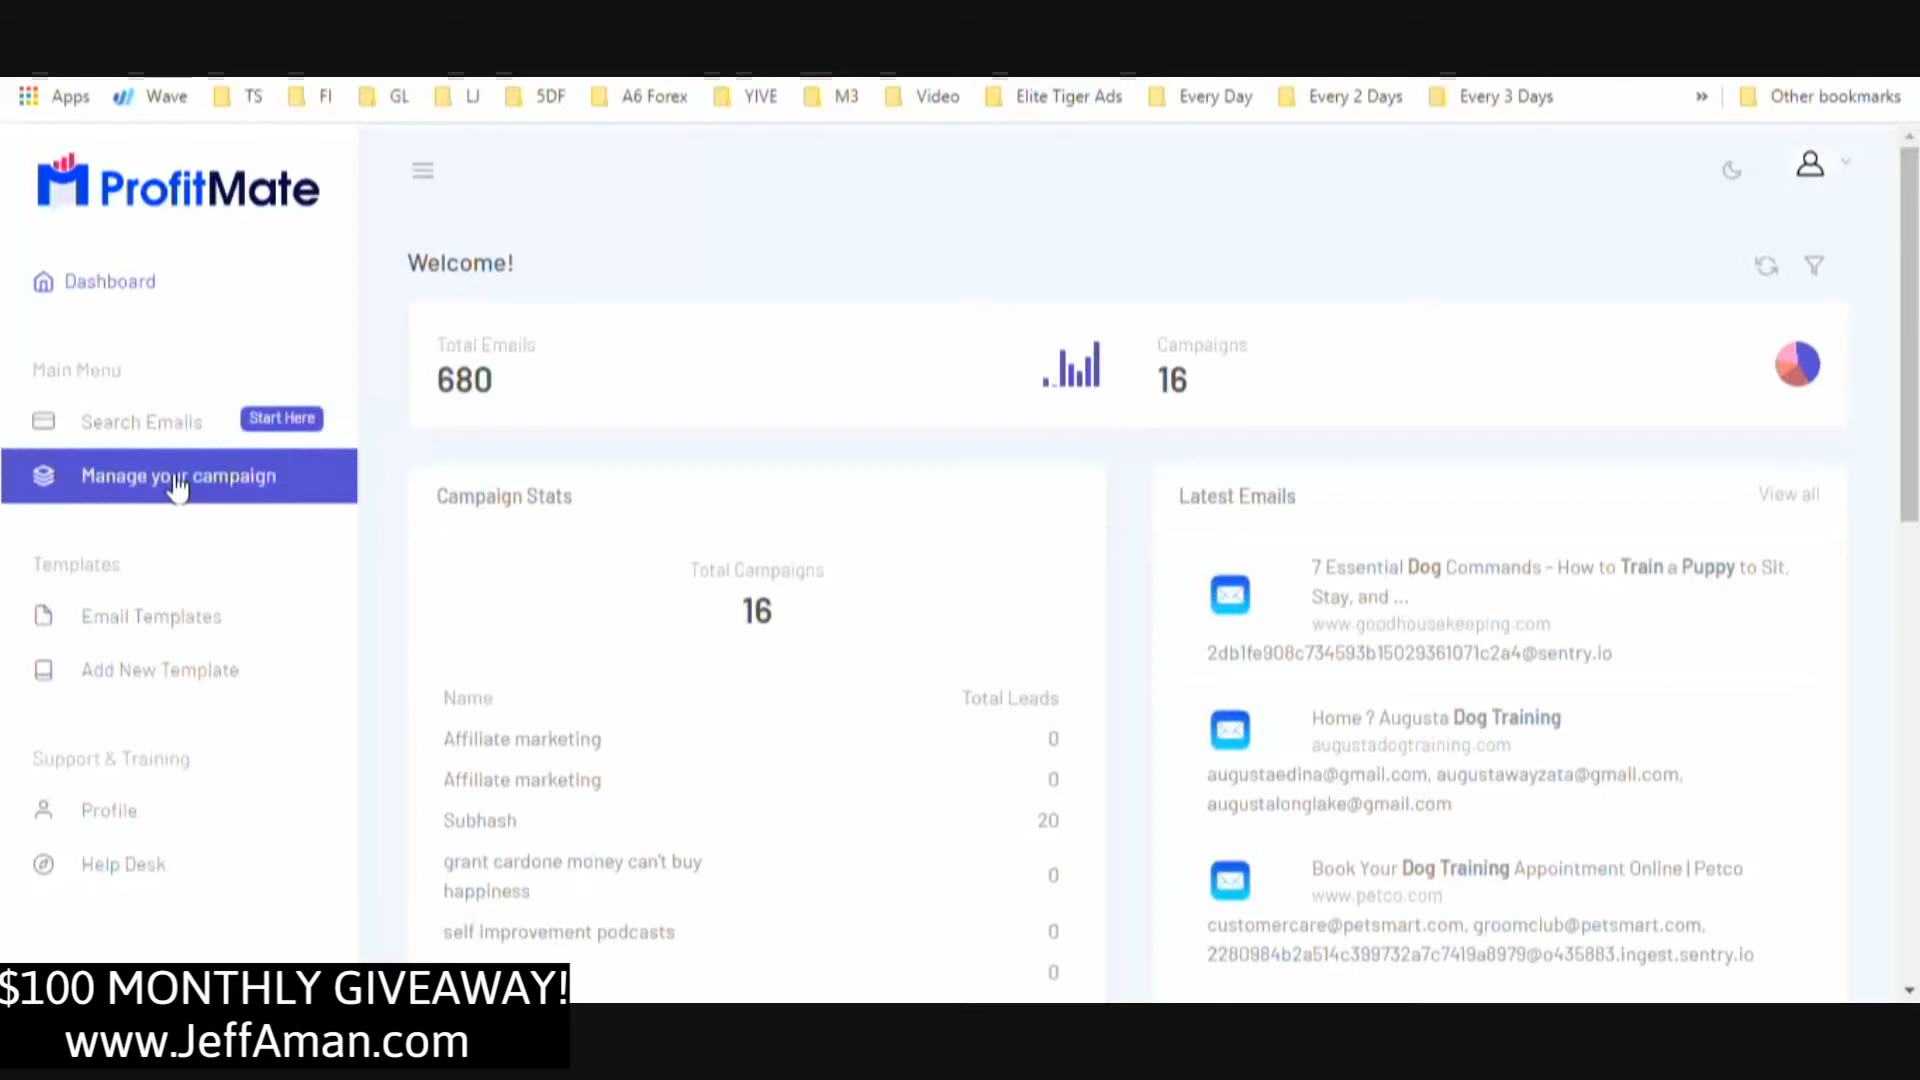 Apps Wave TS FI GL LJ 5DF A6 Forex YIVE M3 Video Elite Tiger Ads Every Day Every 2 Days Every 3 Days » Other bookmarks
ProfitMate
Dashboard
Main Menu
Search Emails Start Here
Manage your campaign
Templates
Email Templates
Add New Template
Support & Training
Profile
Help Desk
Welcome!
Total Emails
680
Campaigns
16
Campaign Stats
Total Campaigns
16
Name Total Leads
Affiliate marketing 0
Affiliate marketing 0
Subhash 20
grant cardone money can't buy
happiness 0
self Improvement podcasts 0
0
Latest Emails View all
7 Essential Dog Commands - How to Train a Puppy to Sit,
Stay, and ...
www.goodhousekeeping.com
2db1fe908c734593b15029361071c2a4@sentry.io
Home ? Augusta Dog Training
augustadogtraining.com
augustaedina@gmail.com, augustawayzata@gmail.com,
augustalonglake@gmail.com
Book Your Dog Training Appointment Online | Petco
www.petco.com
customercare@petsmart.com, groomclub@petsmart.com,
2280984b2a514c399732a7c7419a8979@o435883.ingest.sentry.io
$100 MONTHLY GIVEAWAY!
www.JeffAman.com